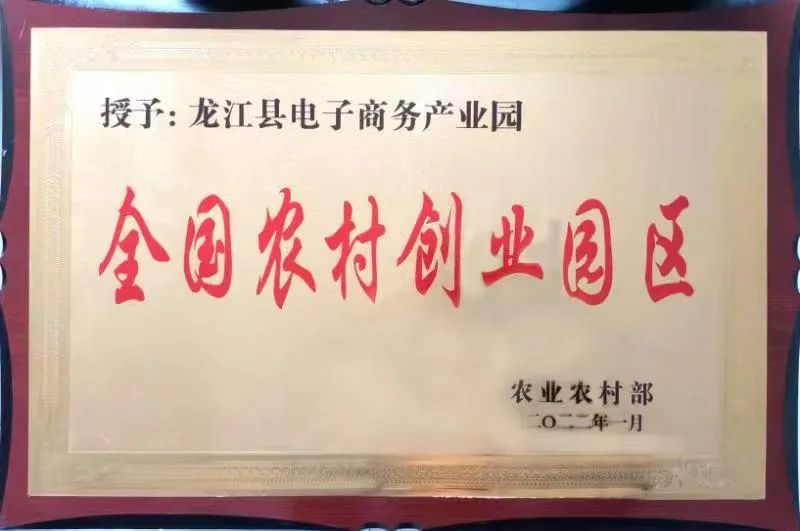 授予：龙江县电子商务产业园
全国农村创业园区
农业农村部
二〇二二年一月